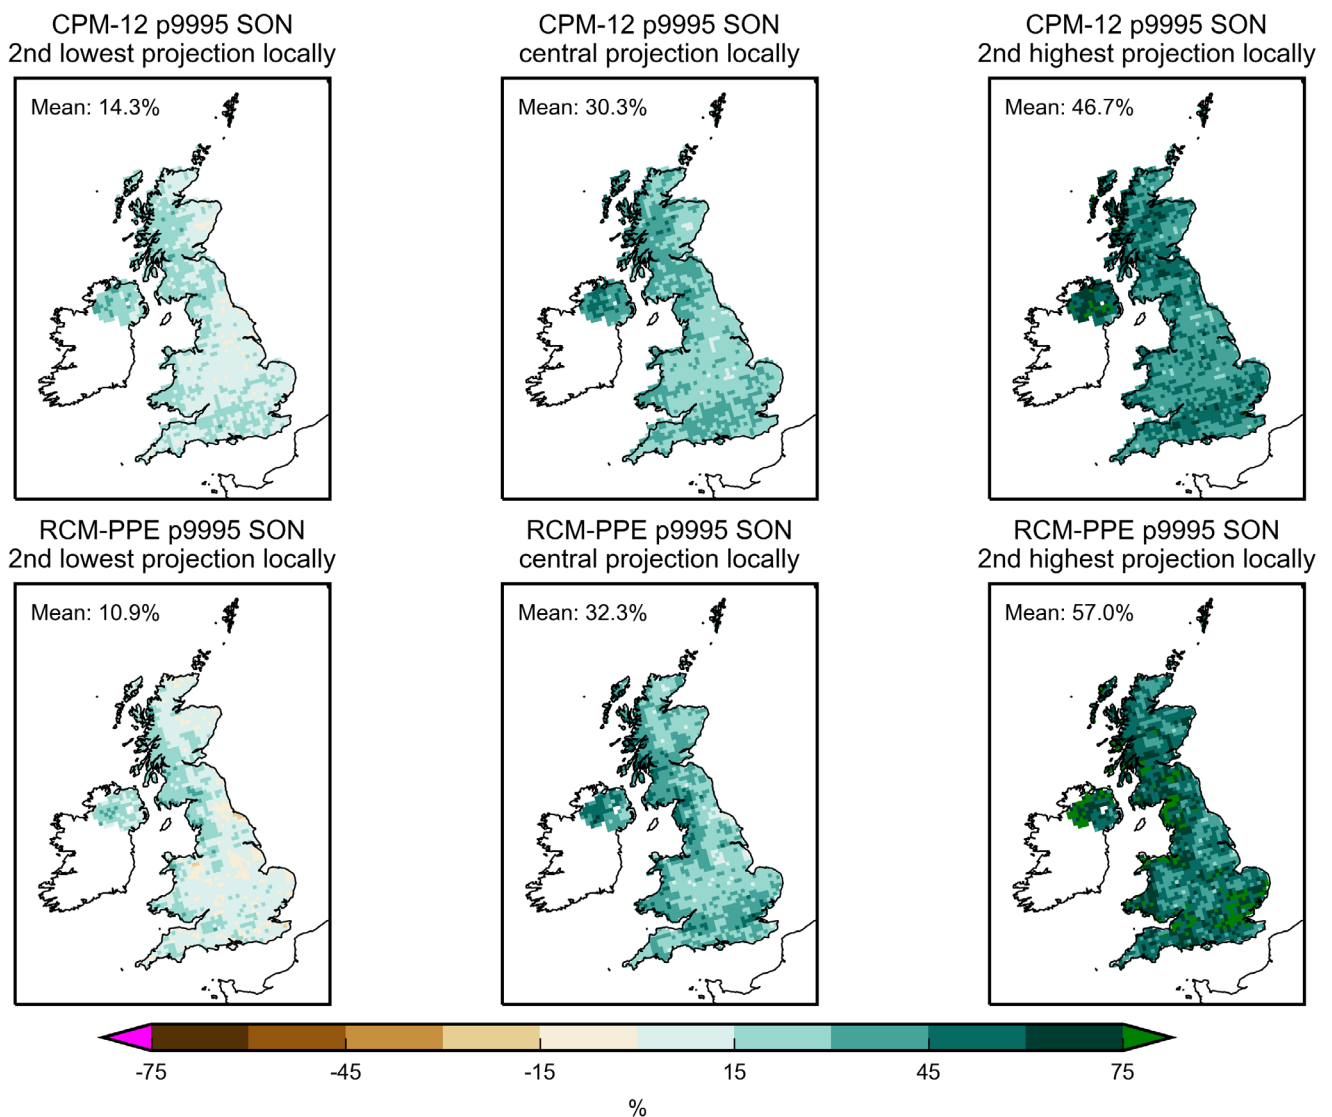 CPM-12 p9995 SON
2nd lowest projection locally
Mean: 14.3%
CPM-12 p9995 SON
central projection locally
Mean: 30.3%
CPM-12 p9995 SON
2nd highest projection locally
Mean: 46.7%
RCM-PPE p9995 SON
2nd lowest projection locally
Mean: 10.9%
RCM-PPE p9995 SON
central projection locally
Mean: 32.3%
RCM-PPE p9995 SON
2nd highest projection locally
Mean: 57.0%
-75 -45 -15 15 45 75
%